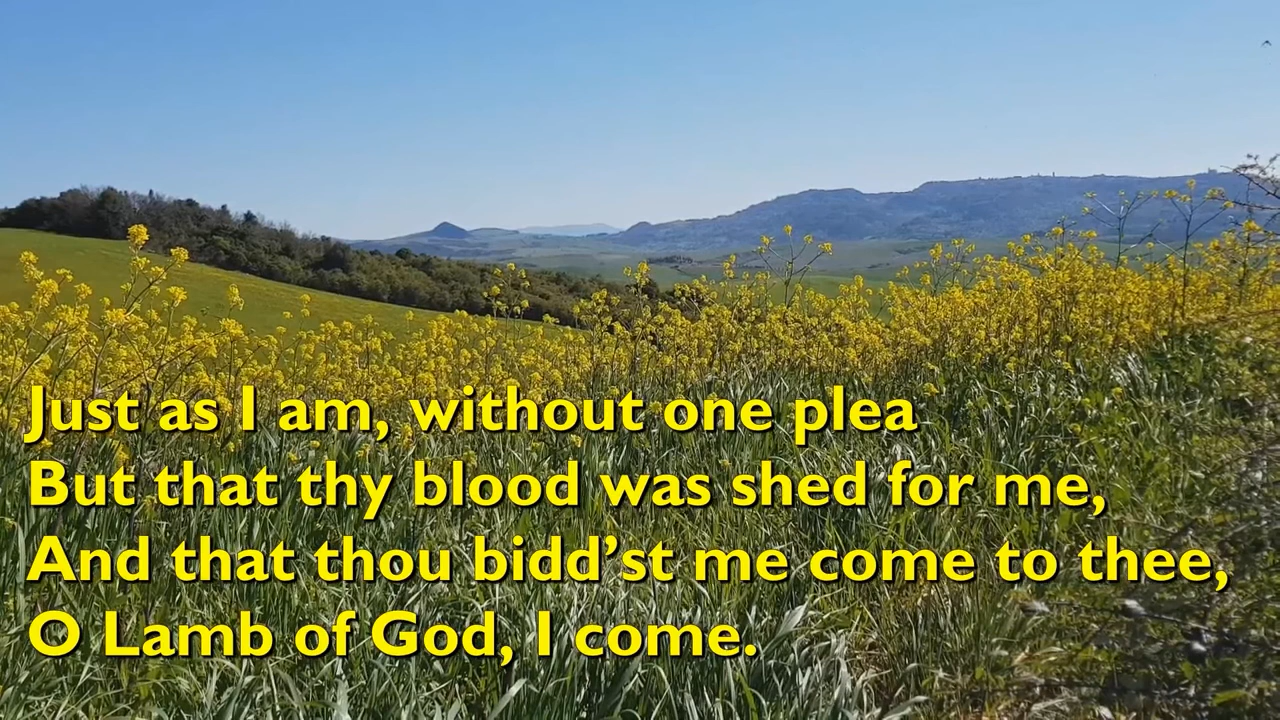 Just as I am, without one plea
But that thy blood was shed for me,
And that thou bidd’st me come to thee,
O Lamb of God, I come.